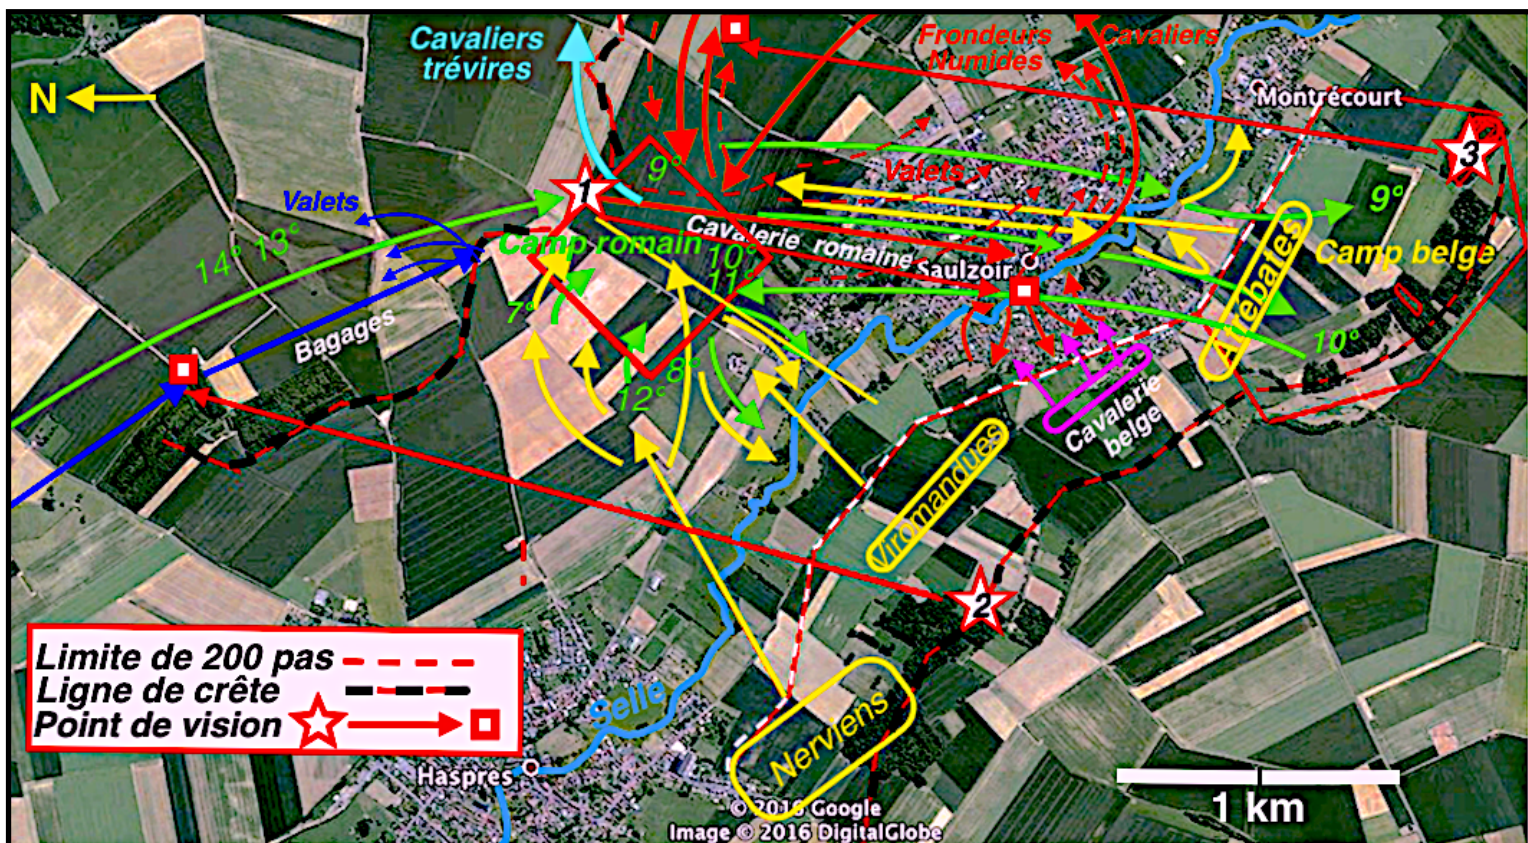 Cavaliers
trévires
Frondeurs
Numides
Cavaliers
N
Montrécourt
1
3
9°
Valets
Valets
9°
14° 13°
Camp romain
Cavalerie romaine
10°
11°
Saulzoir
Camp belge
Atrébates
7°
Bagages
10°
8°
12°
Cavalerie
belge
Viromandues
2
Limite de 200 pas
Ligne de crête
Point de vision
Selle
Nerviens
Haspres
1 km
© 2016 Google
Image © 2016 DigitalGlobe